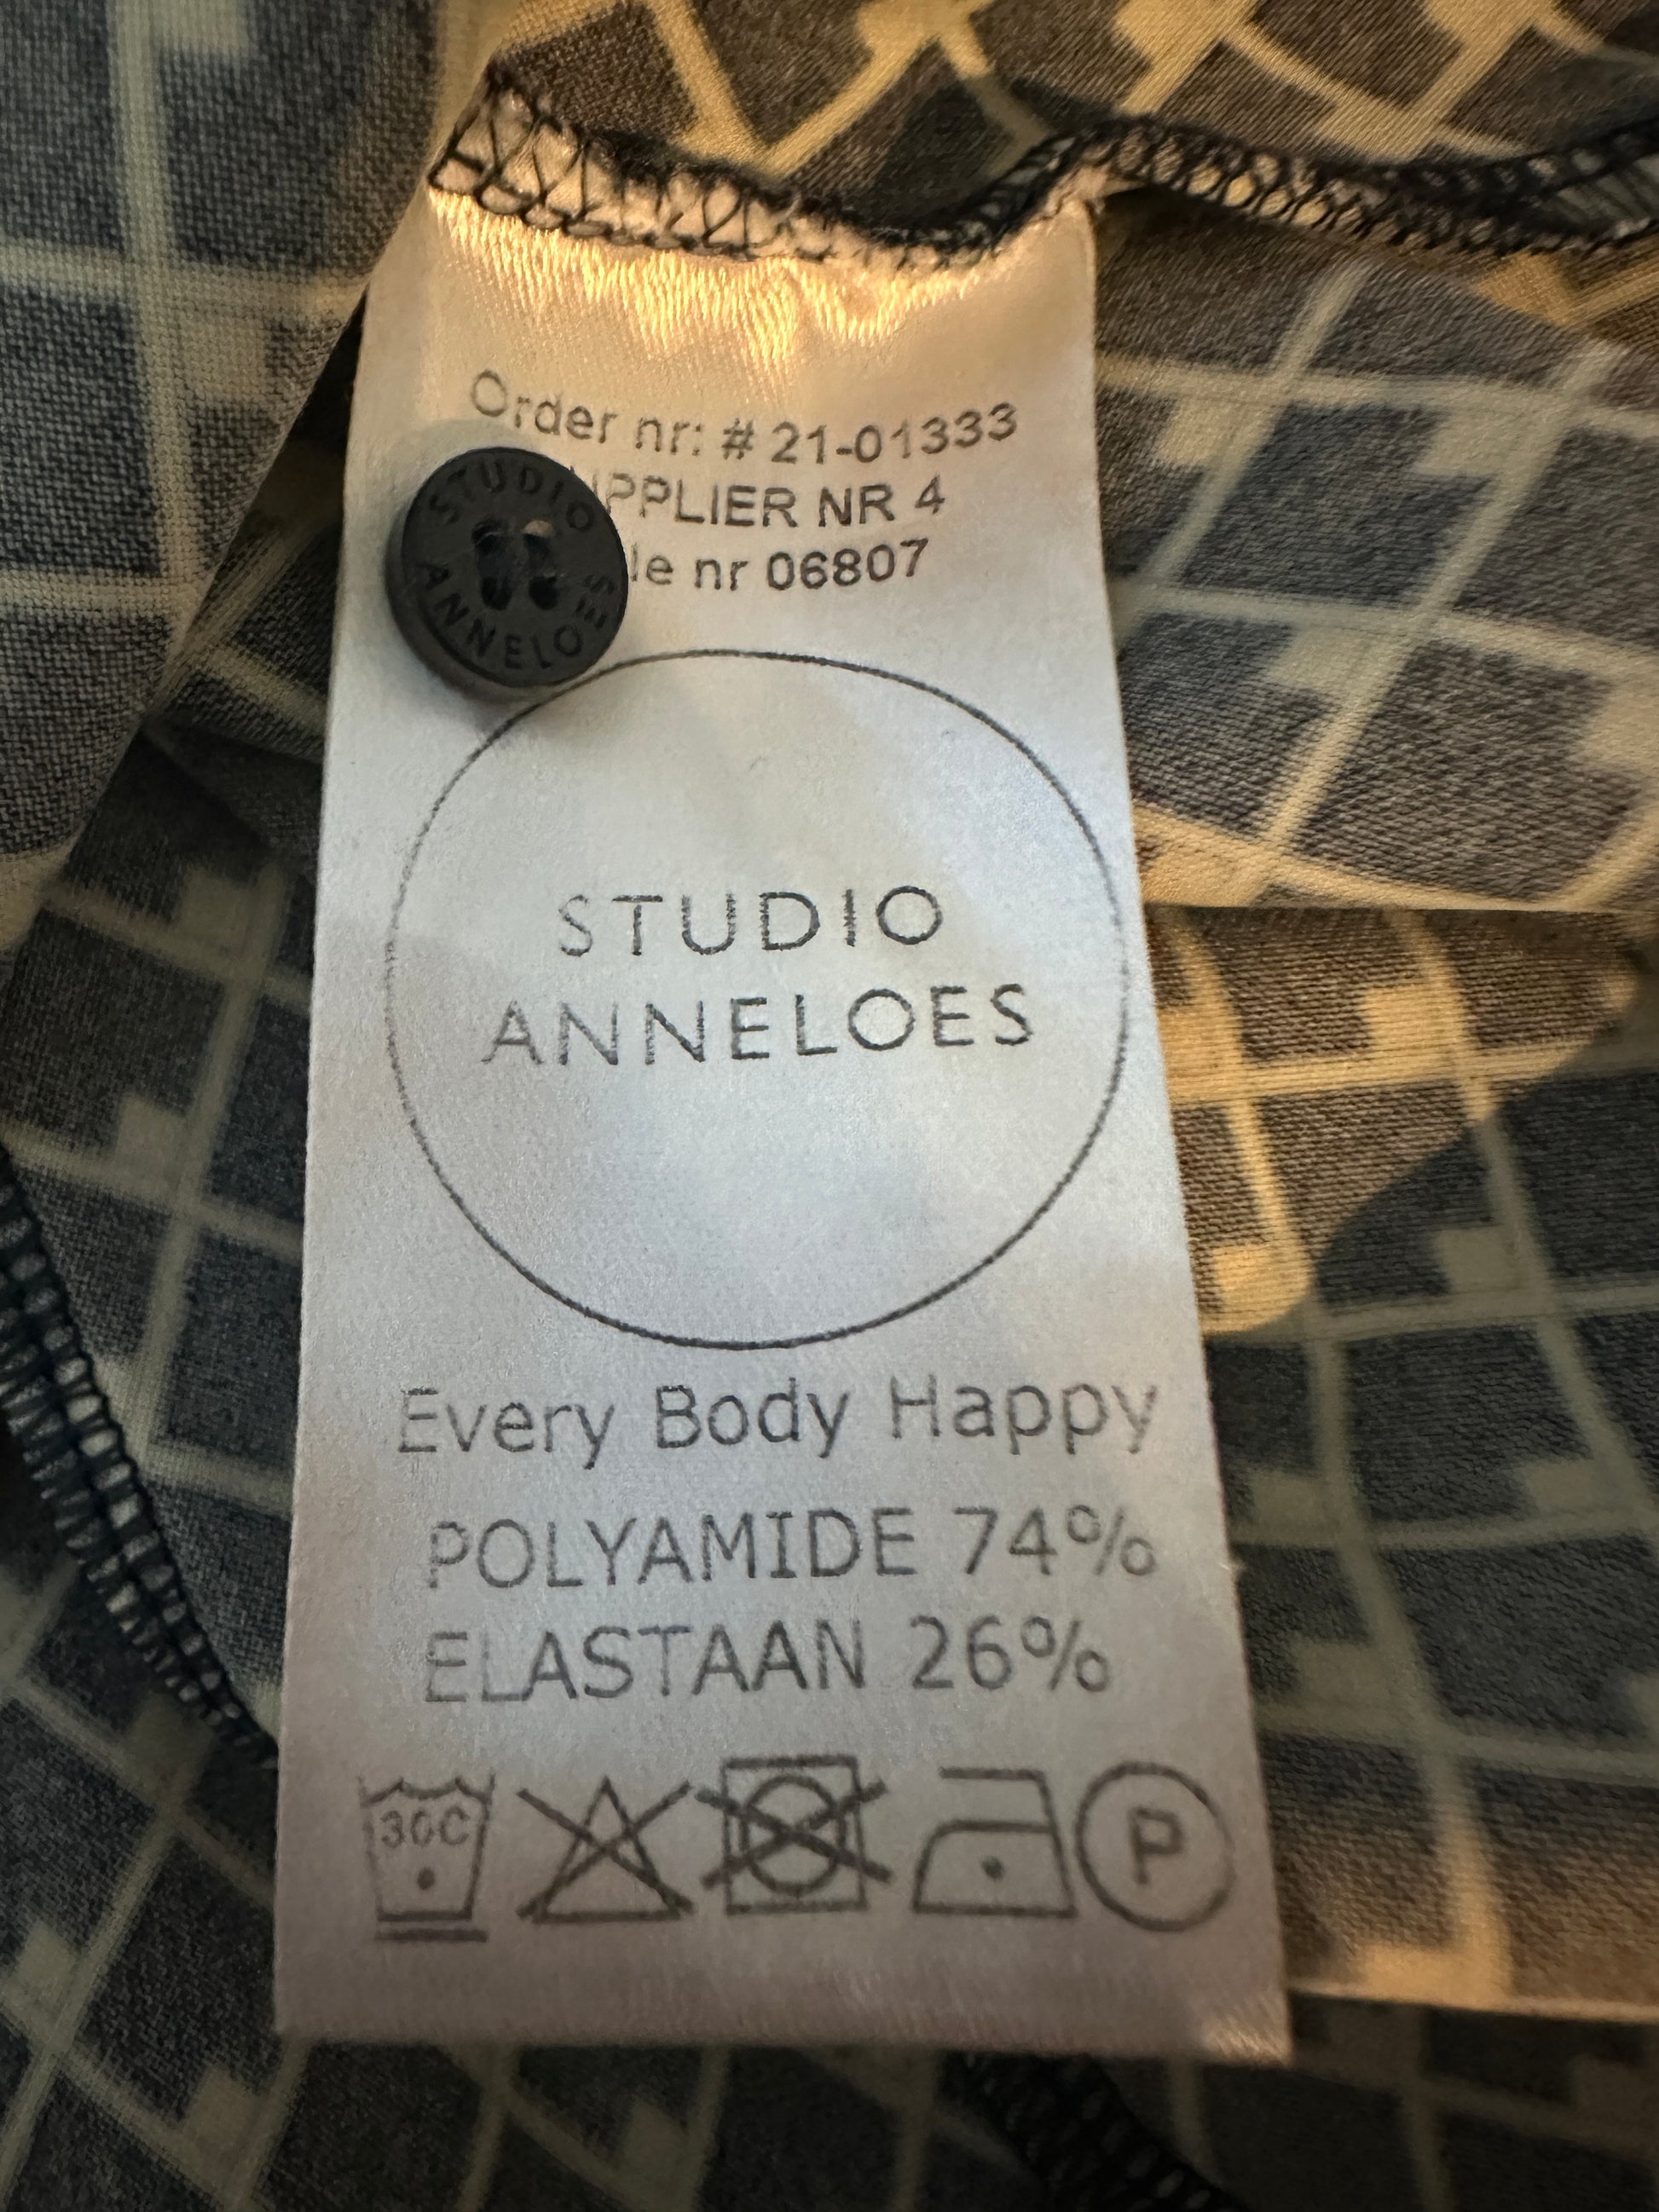 Order nr: # 21-01333
PPLIER NR 4
le nr 06807
STUDIO
ANNELOES
STUDIO
ANNELOES
Every Body Happy
POLYAMIDE 74%
ELASTAAN 26%
30C
P